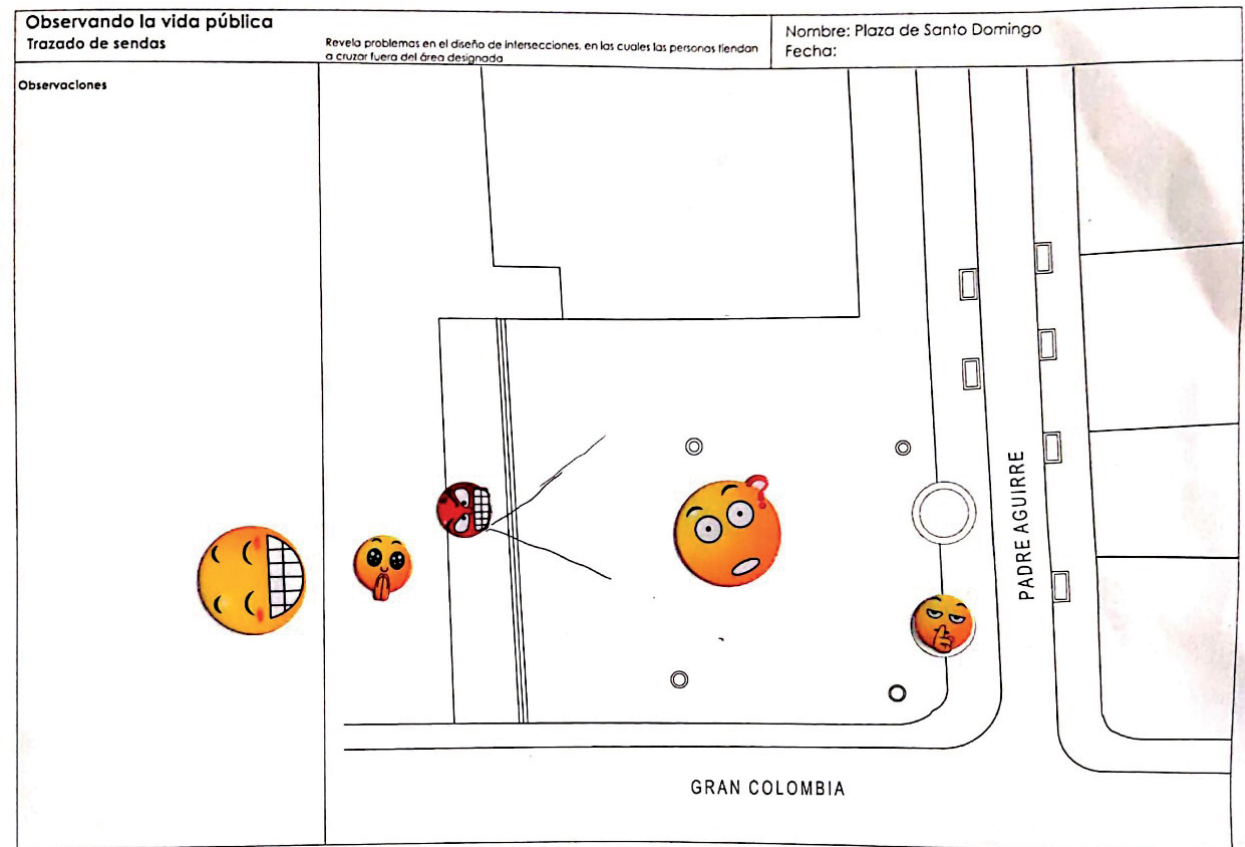 Observando la vida pública
Trazado de sendas
Revela problemas en el diseño de intersecciones, en las cuales las personas tiendan
a cruzar fuera del área designada
Nombre: Plaza de Santo Domingo
Fecha:
Observaciones
PADRE AGUIRRE
GRAN COLOMBIA